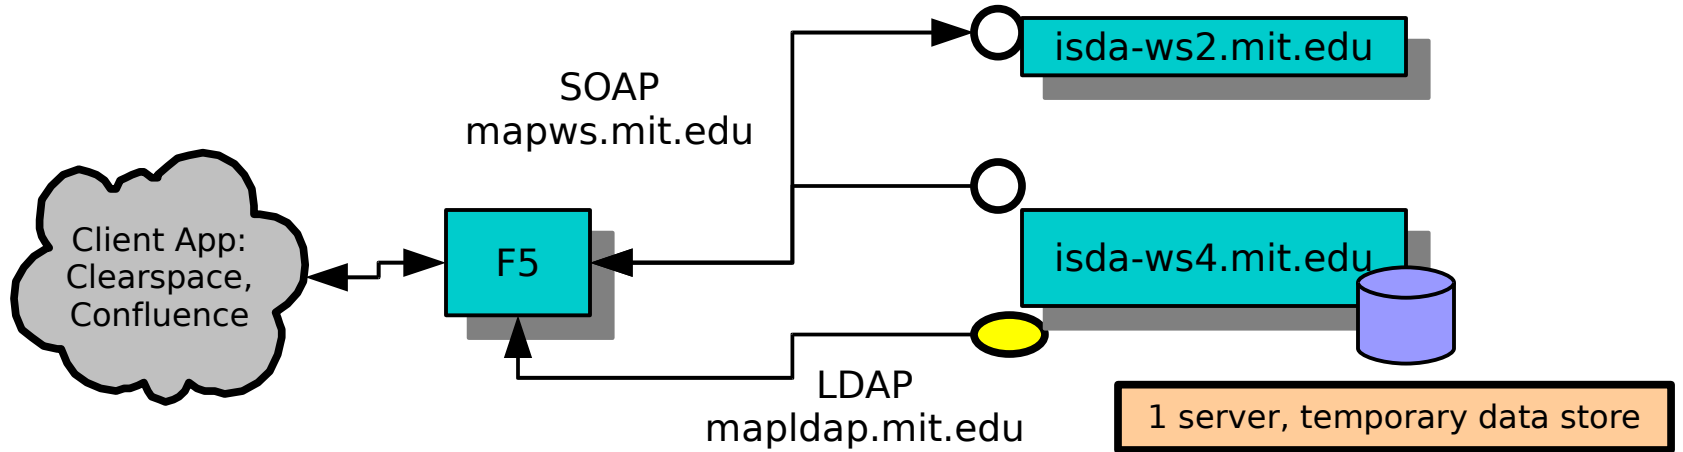 isda-ws2.mit.edu
SOAP
mapws.mit.edu
Client App:
Clearspace,
Confluence
F5
isda-ws4.mit.edu
LDAP
mapldap.mit.edu
1 server, temporary data store